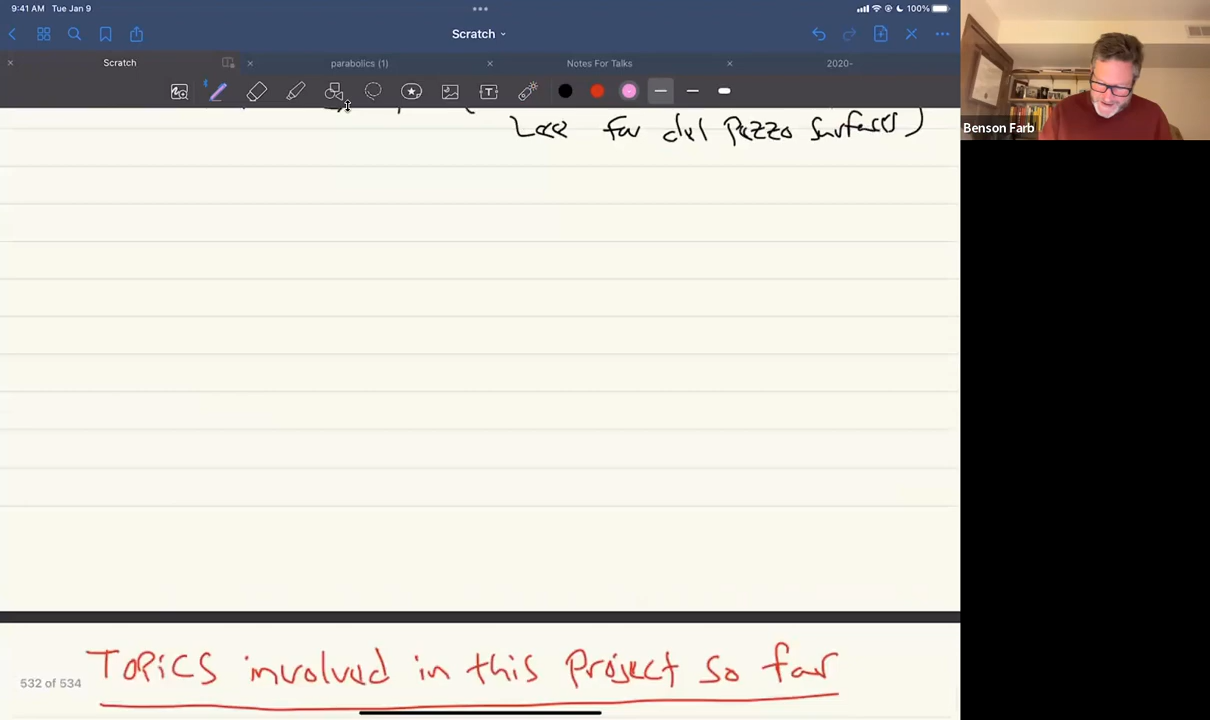 9:41 AM Tue Jan 9
100%
Scratch
Scratch
parabolics (1)
Notes For Talks
2020-
Benson Farb
Lee for del Pezzo surfaces)
TOPICS involved in this Project so far
532 of 534